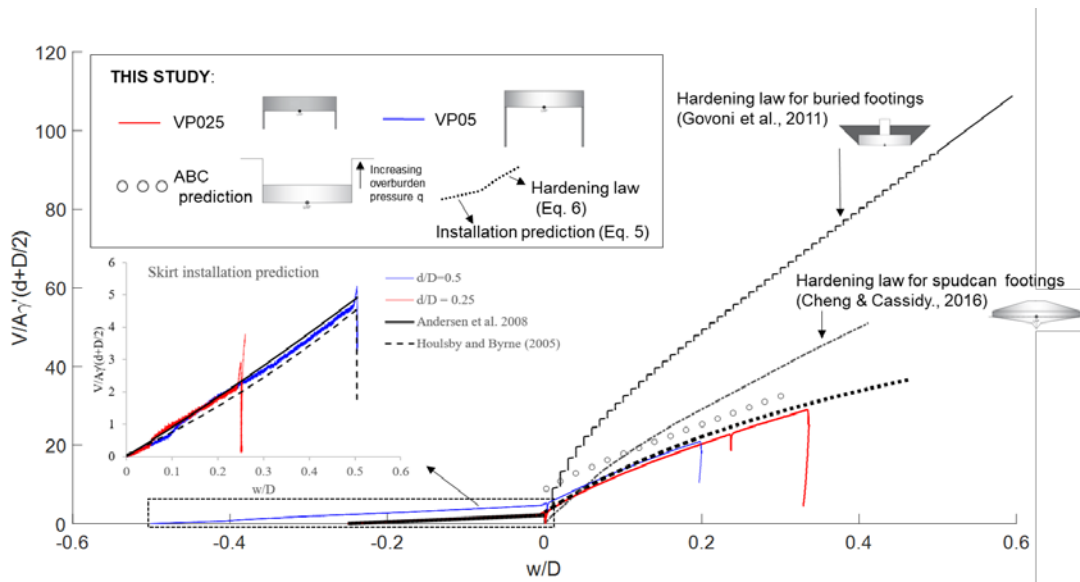 THIS STUDY:
VP025
VP05
ABC
prediction
Increasing
overburden
pressure q
Hardening law
(Eq. 6)
Installation prediction (Eq. 5)
Hardening law for buried footings
(Govoni et al., 2011)
Hardening law for spudcan footings
(Cheng & Cassidy., 2016)
Skirt installation prediction
d/D=0.5
d/D = 0.25
Andersen et al. 2008
Houlsby and Byrne (2005)
V/Aγ'(d+D/2)
6
5
4
3
2
1
0
0 0.1 0.2 0.3 0.4 0.5 0.6
w/D
V/Aγ'(d+D/2)
120
100
80
60
40
20
0
-0.6 -0.4 -0.2 0 0.2 0.4 0.6
w/D